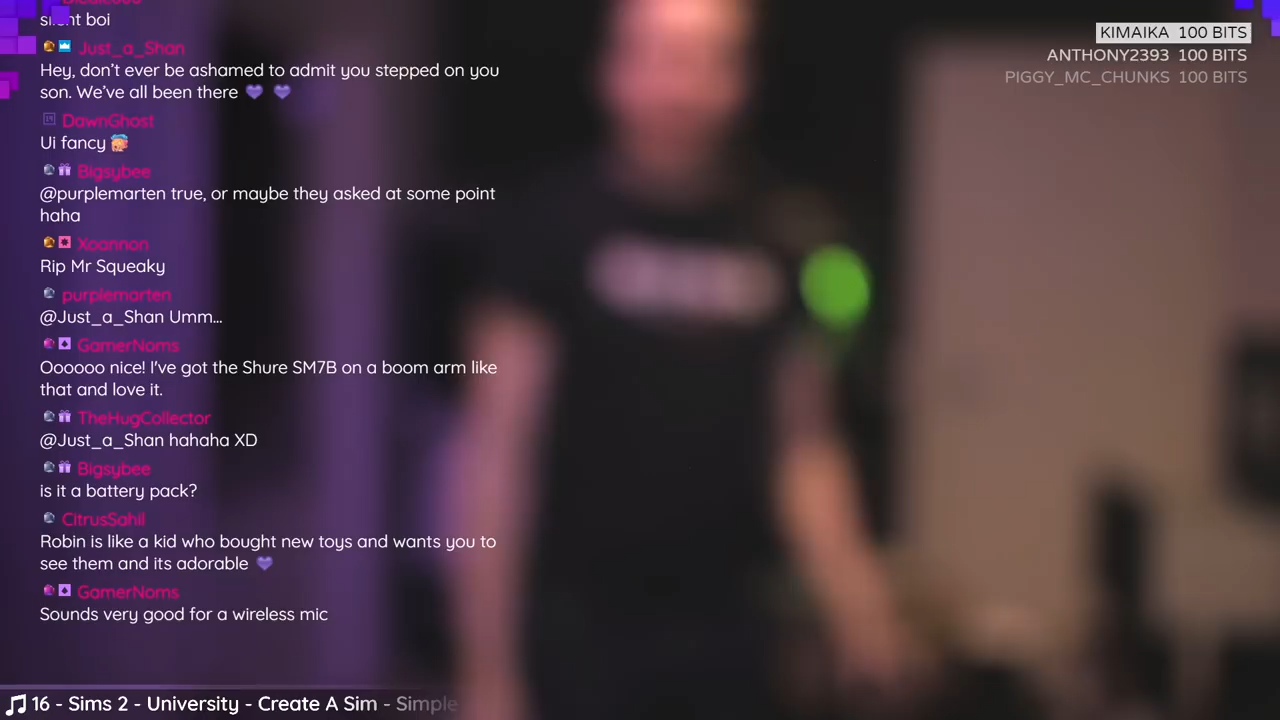 silent boi
Just_a_Shan
Hey, don't ever be ashamed to admit you stepped on you
son. We've all been there
DawnGhost
Ui fancy
Bigsybee
@purplemarten true, or maybe they asked at some point
haha
Xoannon
Rip Mr Squeaky
purplemarten
@Just_a_Shan Umm...
GamerNoms
Oooooo nice! I've got the Shure SM7B on a boom arm like
that and love it.
TheHugCollector
@Just_a_Shan hahaha XD
Bigsybee
is it a battery pack?
CitrusSahil
Robin is like a kid who bought new toys and wants you to
see them and its adorable
GamerNoms
Sounds very good for a wireless mic
16 - Sims 2 - University - Create A Sim - Simple
KIMAIKA 100 BITS
ANTHONY2393 100 BITS
PIGGY_MC_CHUNKS 100 BITS